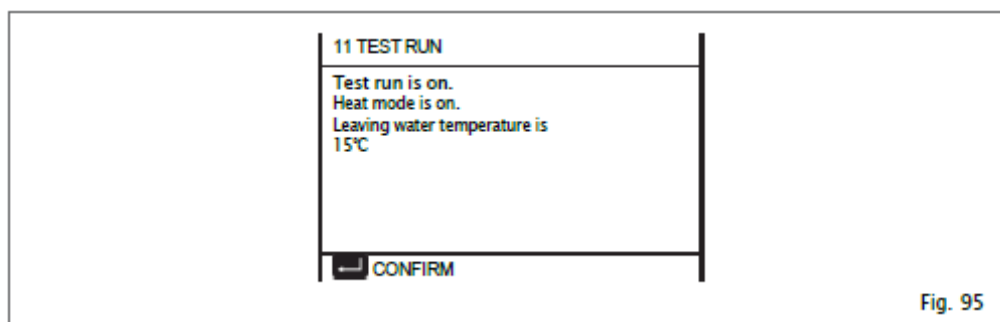 11 TEST RUN
Test run is on.
Heat mode is on.
Leaving water temperature is
15℃
CONFIRM
Fig. 95